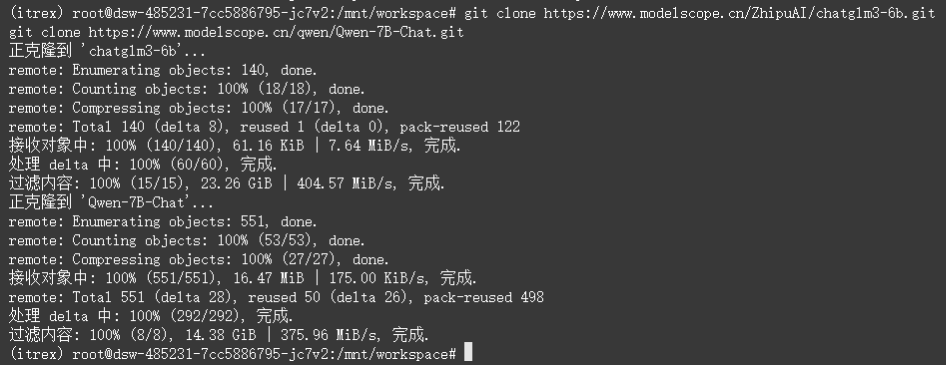 (itrex) root@dsw-485231-7cc5886795-jc7v2:/mnt/workspace# git clone https://www.modelscope.cn/ZhipuAI/chatglm3-6b.git
git clone https://www.modelscope.cn/qwen/Qwen-7B-Chat.git
正克隆到 'chatglm3-6b'...
remote: Enumerating objects: 140, done.
remote: Counting objects: 100% (18/18), done.
remote: Compressing objects: 100% (17/17), done.
remote: Total 140 (delta 8), reused 1 (delta 0), pack-reused 122
接收对象中: 100% (140/140), 61.16 KiB | 7.64 MiB/s, 完成.
处理 delta 中: 100% (60/60), 完成.
过滤内容: 100% (15/15), 23.26 GiB | 404.57 MiB/s, 完成.
正克隆到 'Qwen-7B-Chat'...
remote: Enumerating objects: 551, done.
remote: Counting objects: 100% (53/53), done.
remote: Compressing objects: 100% (27/27), done.
接收对象中: 100% (551/551), 16.47 MiB | 175.00 KiB/s, 完成.
remote: Total 551 (delta 28), reused 50 (delta 26), pack-reused 498
处理 delta 中: 100% (292/292), 完成.
过滤内容: 100% (8/8), 14.38 GiB | 375.96 MiB/s, 完成.
(itrex) root@dsw-485231-7cc5886795-jc7v2:/mnt/workspace#